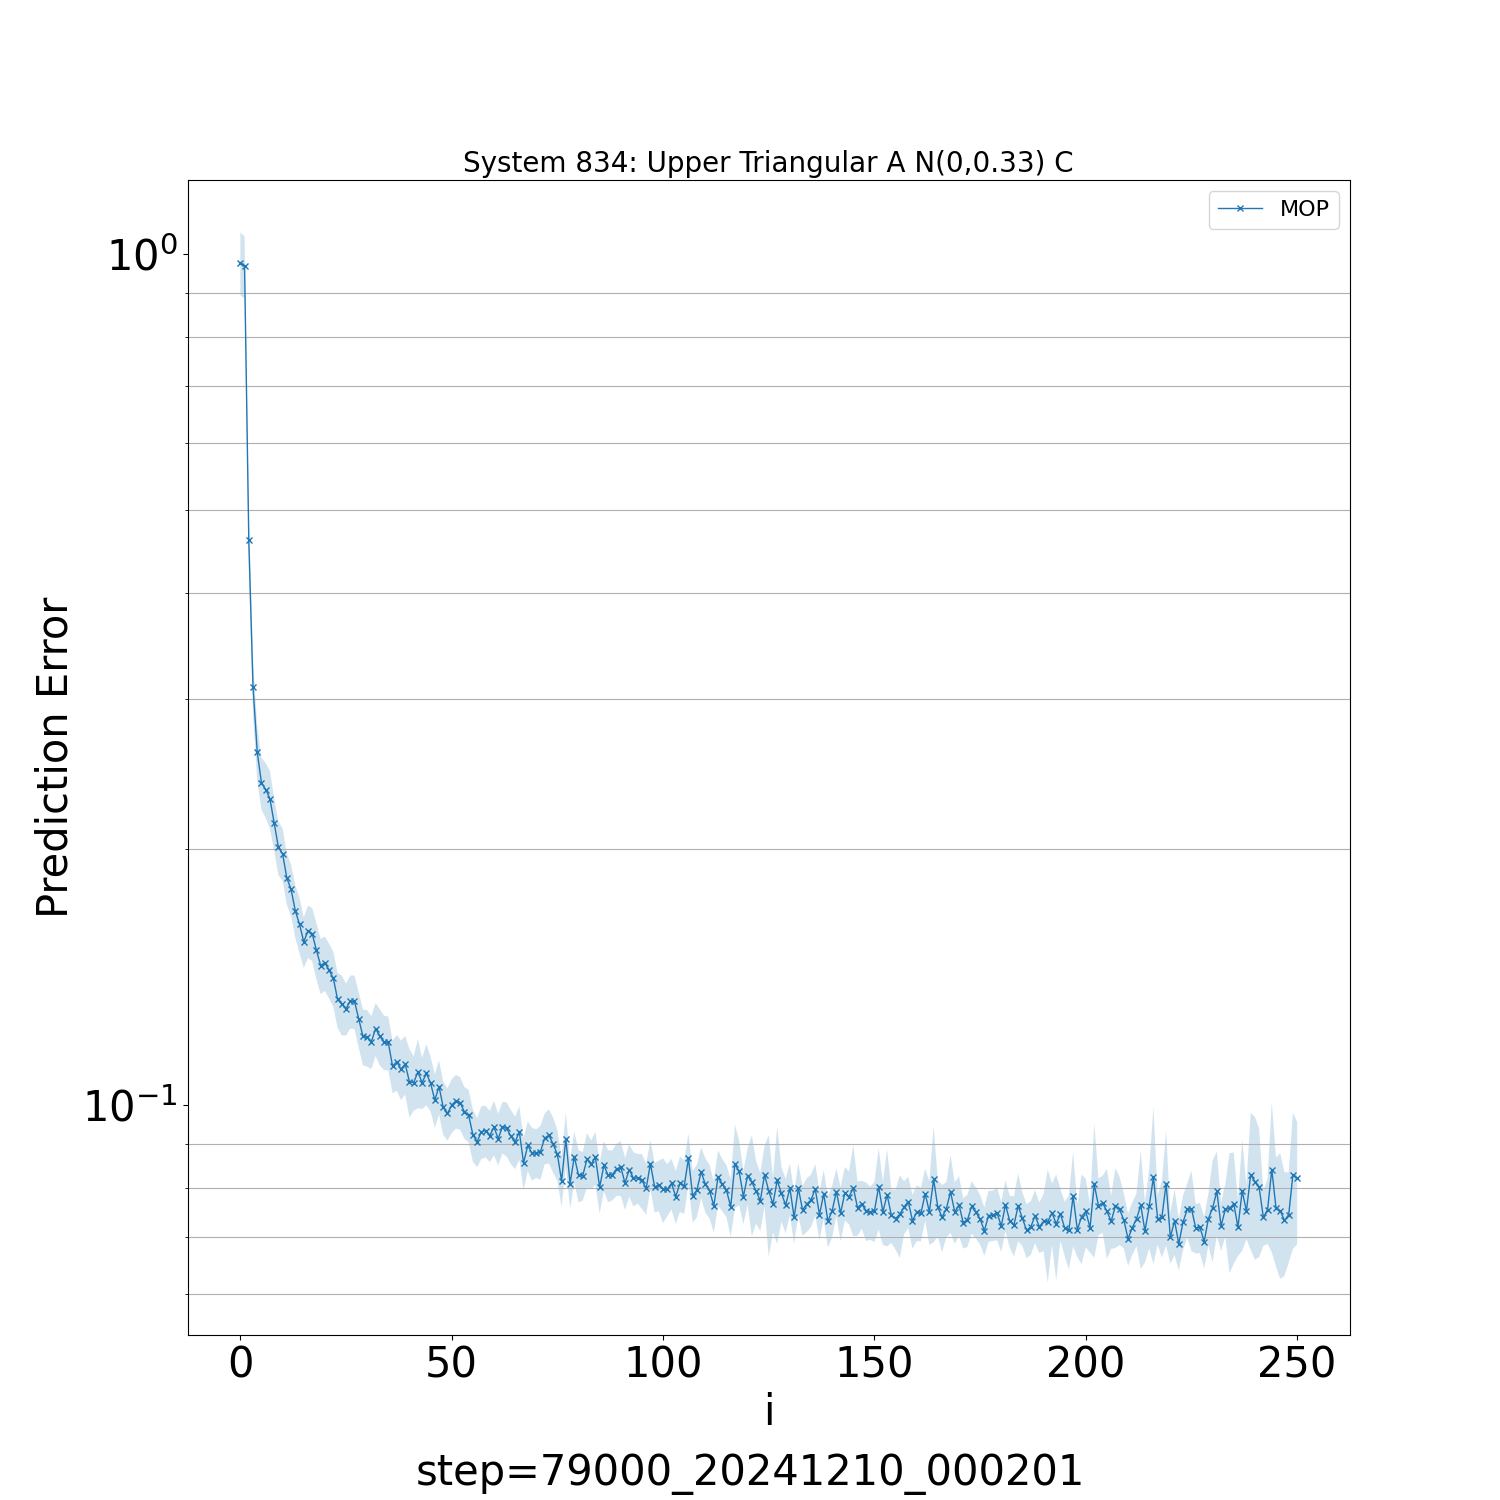 System 834: Upper Triangular A N(0,0.33) C
MOP
10⁰
10⁻¹
Prediction Error
0 50 100 150 200 250
i
step=79000_20241210_000201